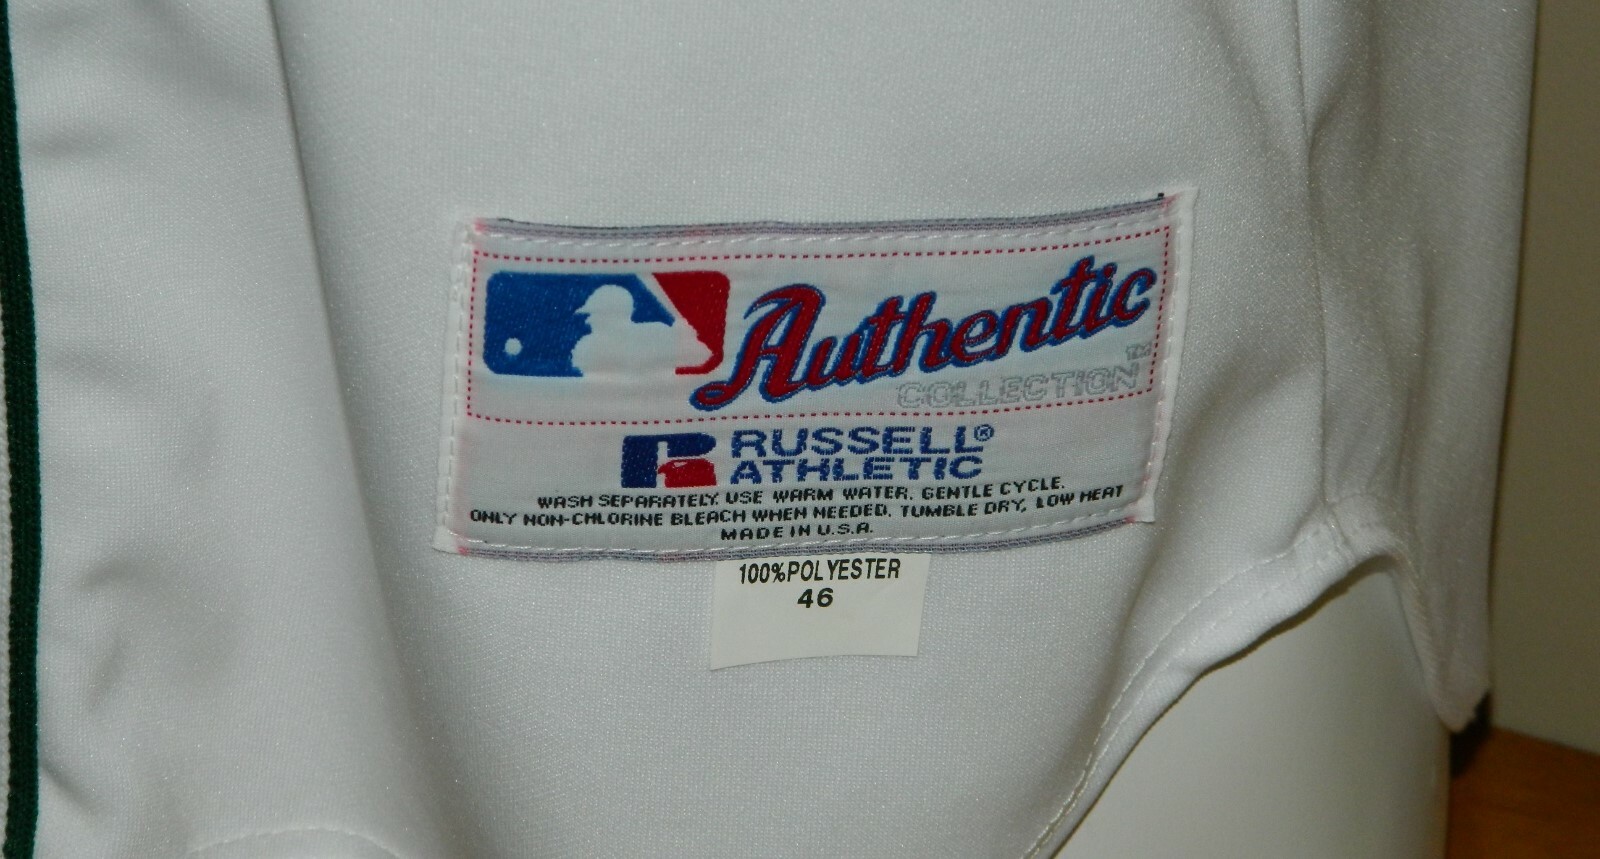 Authentic
COLLECTION™
RUSSELL®
ATHLETIC
WASH SEPARATELY. USE WARM WATER. GENTLE CYCLE.
ONLY NON-CHLORINE BLEACH WHEN NEEDED. TUMBLE DRY, LOW HEAT
MADE IN U.S.A.
100%POLYESTER
46